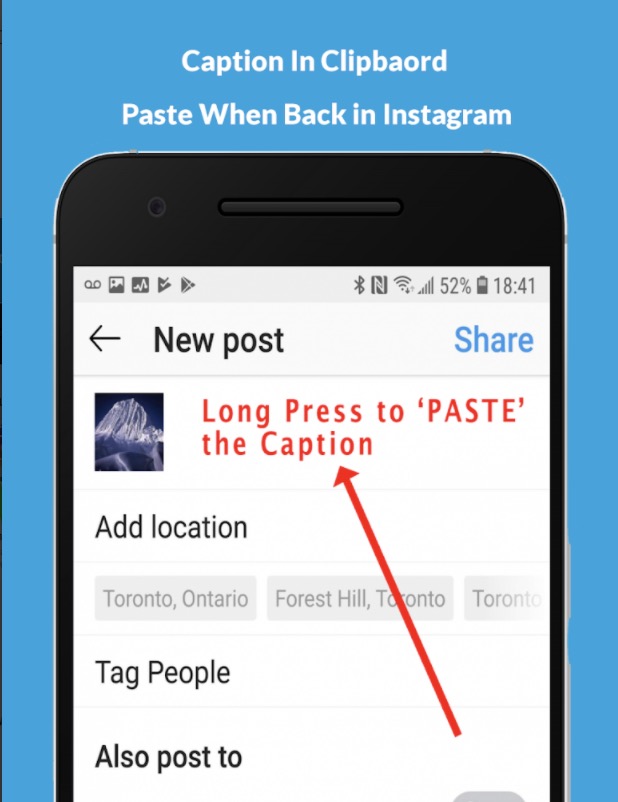 Caption In Clipbaord
Paste When Back in Instagram
52% 18:41
New post Share
Long Press to ‘PASTE’
the Caption
Add location
Toronto, Ontario Forest Hill, Toronto Toronto
Tag People
Also post to